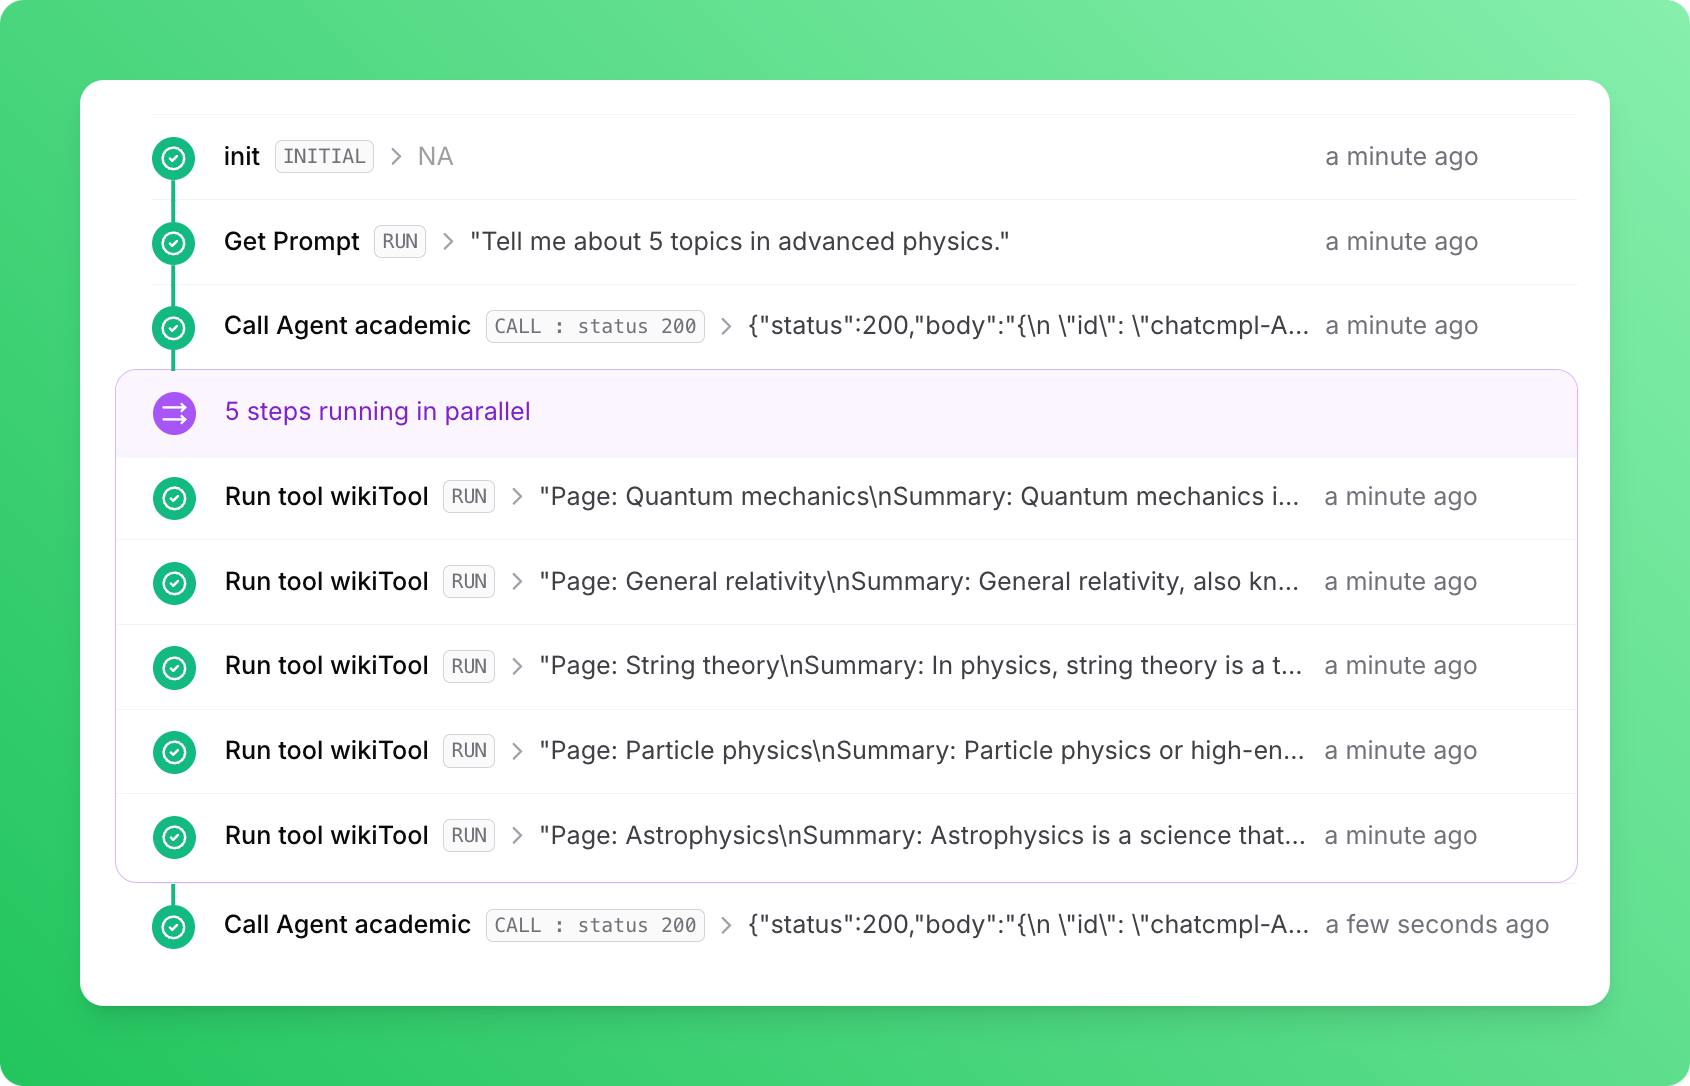 init INITIAL > NA a minute ago
Get Prompt RUN > "Tell me about 5 topics in advanced physics." a minute ago
Call Agent academic CALL : status 200 > {"status":200,"body":"{\n \"id\": \"chatcmpl-A... a minute ago
5 steps running in parallel
Run tool wikiTool RUN > "Page: Quantum mechanics\nSummary: Quantum mechanics i... a minute ago
Run tool wikiTool RUN > "Page: General relativity\nSummary: General relativity, also kn... a minute ago
Run tool wikiTool RUN > "Page: String theory\nSummary: In physics, string theory is a t... a minute ago
Run tool wikiTool RUN > "Page: Particle physics\nSummary: Particle physics or high-en... a minute ago
Run tool wikiTool RUN > "Page: Astrophysics\nSummary: Astrophysics is a science that... a minute ago
Call Agent academic CALL : status 200 > {"status":200,"body":"{\n \"id\": \"chatcmpl-A... a few seconds ago